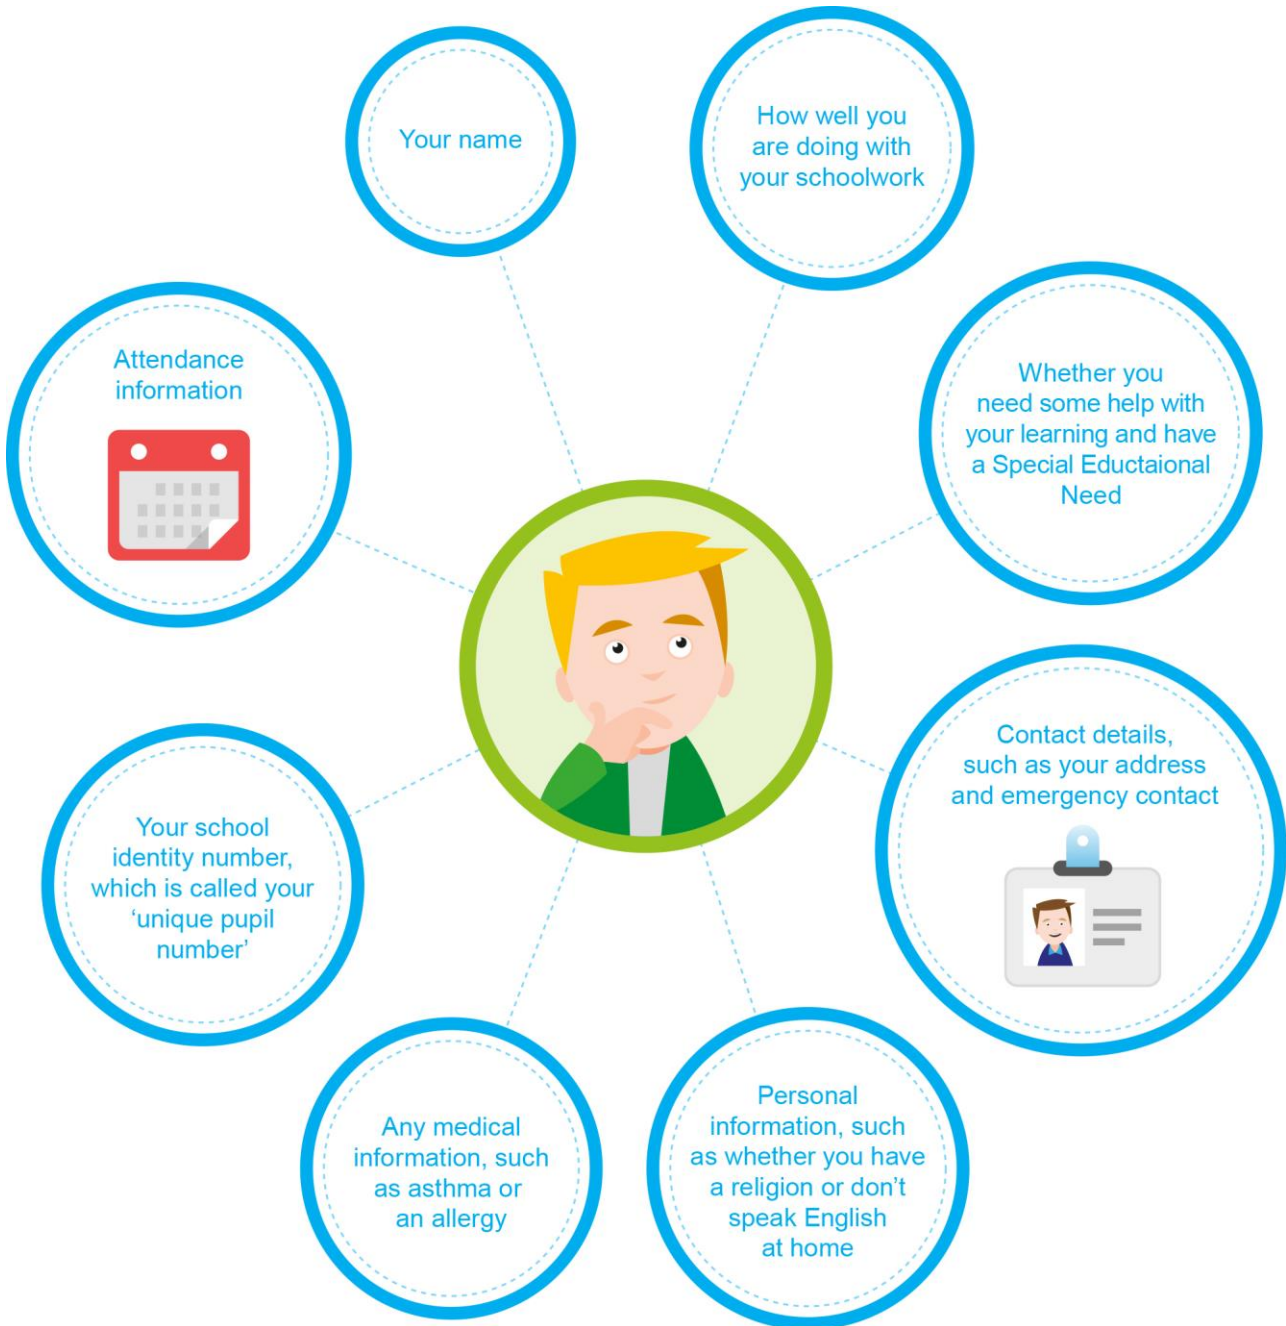 Your name
How well you
are doing with
your schoolwork
Attendance
information
Whether you
need some help with
your learning and have
a Special Eductaional
Need
Contact details,
such as your address
and emergency contact
Your school
identity number,
which is called your
‘unique pupil
number’
Any medical
information, such
as asthma or
an allergy
Personal
information, such
as whether you have
a religion or don’t
speak English
at home